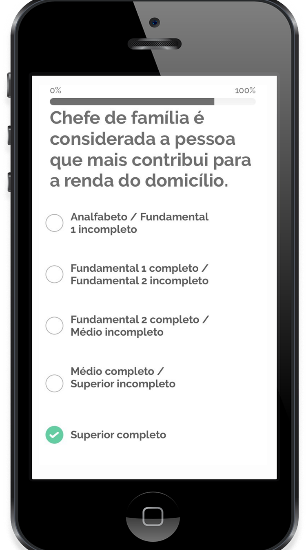 0% 100%
Chefe de família é
considerada a pessoa
que mais contribui para
a renda do domicílio.
Analfabeto / Fundamental
1 incompleto
Fundamental 1 completo /
Fundamental 2 incompleto
Fundamental 2 completo /
Médio incompleto
Médio completo /
Superior incompleto
Superior completo